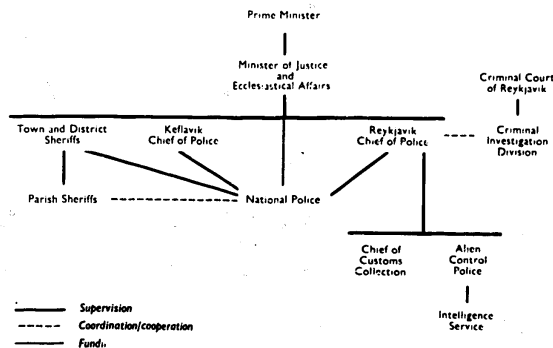 Prime Minister
Minister of Justice
and
Ecclesiastical Affairs
Criminal Court
of Reykjavik
Town and District
Sheriffs
Keflavik
Chief of Police
Reykjavik
Chief of Police
Criminal
Investigation
Division
Parish Sheriffs
National Police
Chief of
Customs
Collection
Alien
Control
Police
Intelligence
Service
Supervision
Coordination/cooperation